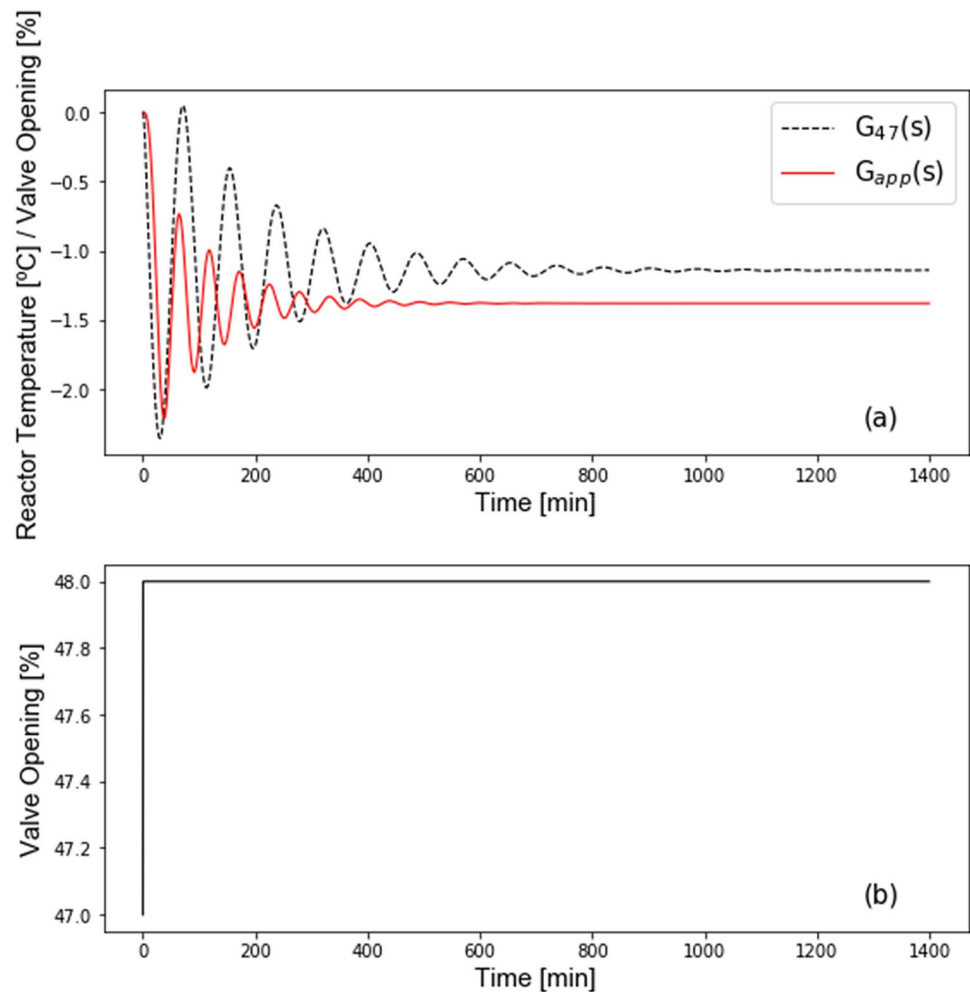 Reactor Temperature [ºC] / Valve Opening [%]
0.0
−0.5
−1.0
−1.5
−2.0
G47(s)
Gapp(s)
(a)
0 200 400 600 800 1000 1200 1400
Time [min]
Valve Opening [%]
48.0
47.8
47.6
47.4
47.2
47.0
(b)
0 200 400 600 800 1000 1200 1400
Time [min]